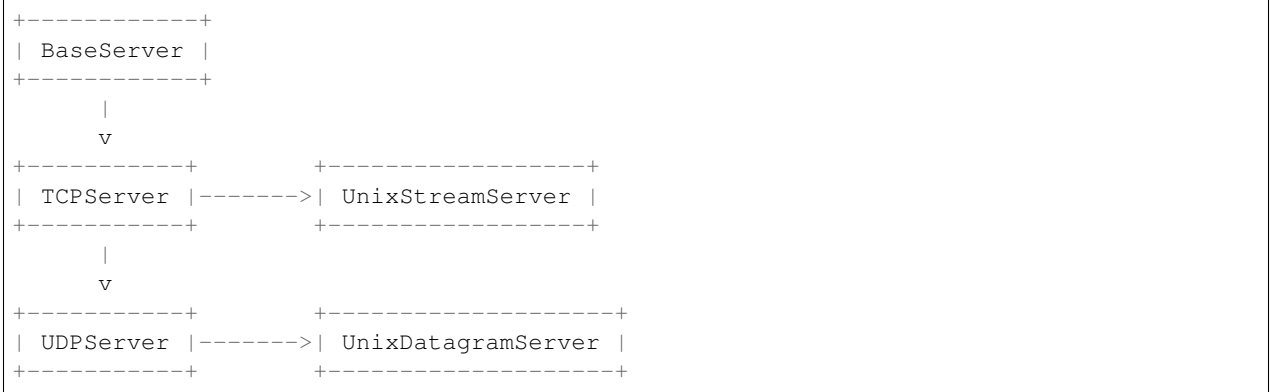 +------------+
| BaseServer |
+------------+
      |
      v
+-----------+        +------------------+
| TCPServer |------->| UnixStreamServer |
+-----------+        +------------------+
      |
      v
+-----------+        +--------------------+
| UDPServer |------->| UnixDatagramServer |
+-----------+        +--------------------+